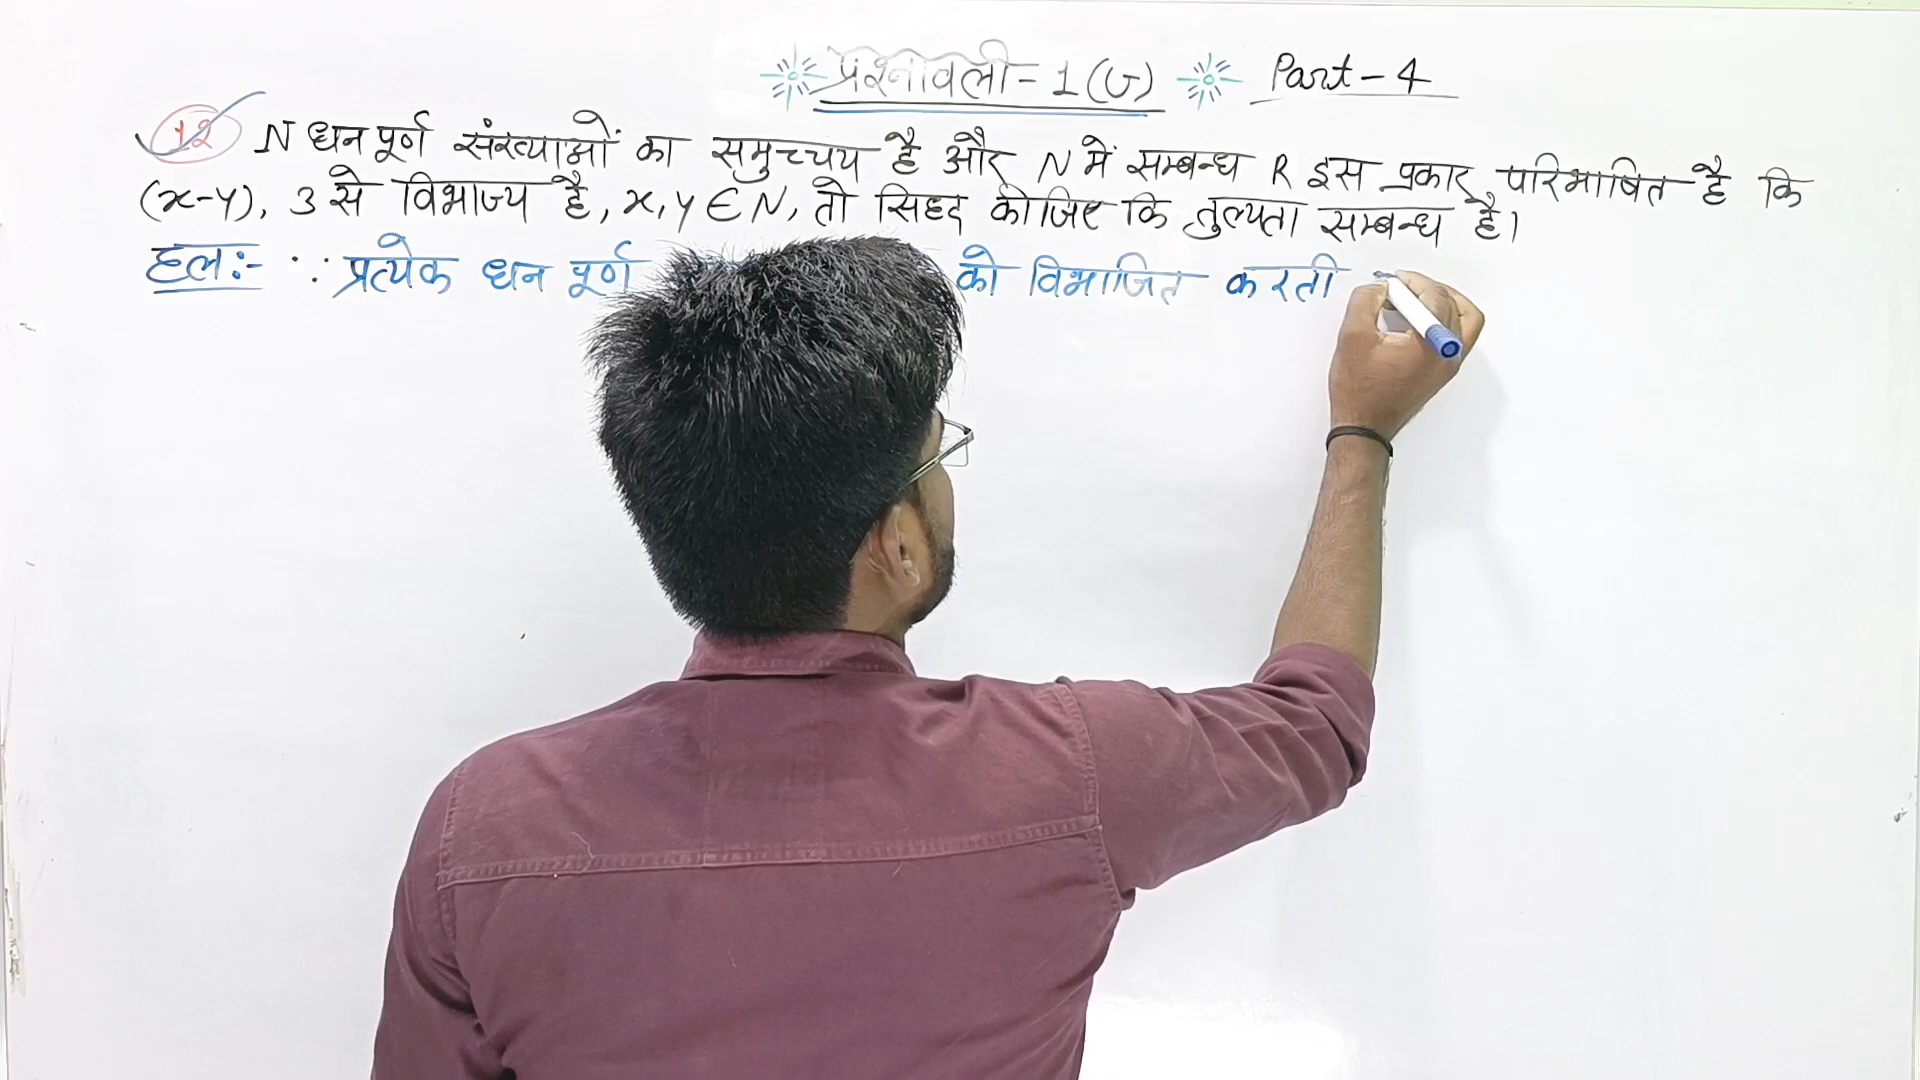 प्रश्नावली-1(G) Part-4
12 N धन पूर्ण संख्याओं का समुच्चय है और N में सम्बन्ध R इस प्रकार परिभाषित है कि
(x-y), 3 से विभाज्य है, x, y ∈ N, तो सिद्द कीजिए कि तुल्यता सम्बन्ध है।
हल:- ∵ प्रत्येक धन पूर्ण को विभाजित करती